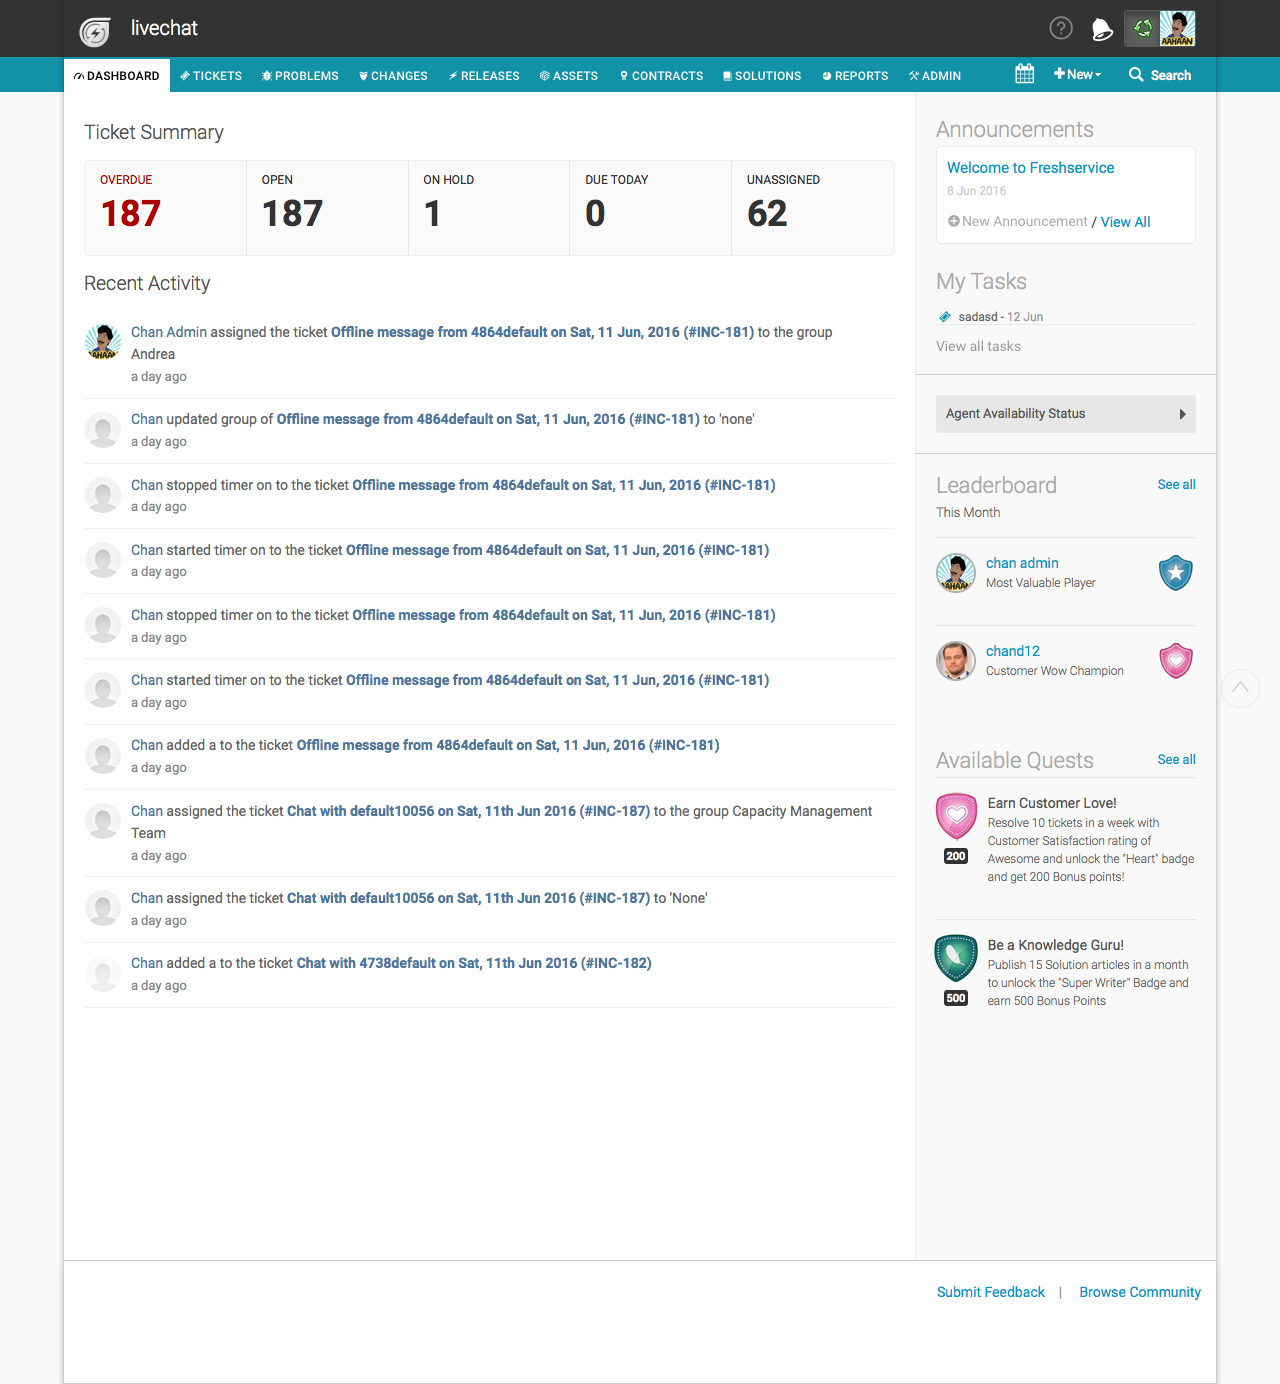 livechat
AAHAAN
DASHBOARD TICKETS PROBLEMS CHANGES RELEASES ASSETS CONTRACTS SOLUTIONS REPORTS ADMIN New Search
Ticket Summary
OVERDUE OPEN ON HOLD DUE TODAY UNASSIGNED
187 187 1 0 62
Recent Activity
Chan Admin assigned the ticket Offline message from 4864default on Sat, 11 Jun, 2016 (#INC-181) to the group
Andrea
a day ago
Chan updated group of Offline message from 4864default on Sat, 11 Jun, 2016 (#INC-181) to 'none'
a day ago
Chan stopped timer on to the ticket Offline message from 4864default on Sat, 11 Jun, 2016 (#INC-181)
a day ago
Chan started timer on to the ticket Offline message from 4864default on Sat, 11 Jun, 2016 (#INC-181)
a day ago
Chan stopped timer on to the ticket Offline message from 4864default on Sat, 11 Jun, 2016 (#INC-181)
a day ago
Chan started timer on to the ticket Offline message from 4864default on Sat, 11 Jun, 2016 (#INC-181)
a day ago
Chan added a to the ticket Offline message from 4864default on Sat, 11 Jun, 2016 (#INC-181)
a day ago
Chan assigned the ticket Chat with default10056 on Sat, 11th Jun 2016 (#INC-187) to the group Capacity Management
Team
a day ago
Chan assigned the ticket Chat with default10056 on Sat, 11th Jun 2016 (#INC-187) to 'None'
a day ago
Chan added a to the ticket Chat with 4738default on Sat, 11th Jun 2016 (#INC-182)
a day ago
Announcements
Welcome to Freshservice
8 Jun 2016
New Announcement / View All
My Tasks
sadasd - 12 Jun
View all tasks
Agent Availability Status
Leaderboard See all
This Month
chan admin
Most Valuable Player
chand12
Customer Wow Champion
Available Quests See all
Earn Customer Love!
Resolve 10 tickets in a week with
Customer Satisfaction rating of
Awesome and unlock the "Heart" badge
and get 200 Bonus points!
200
Be a Knowledge Guru!
Publish 15 Solution articles in a month
to unlock the "Super Writer" Badge and
earn 500 Bonus Points
500
Submit Feedback | Browse Community